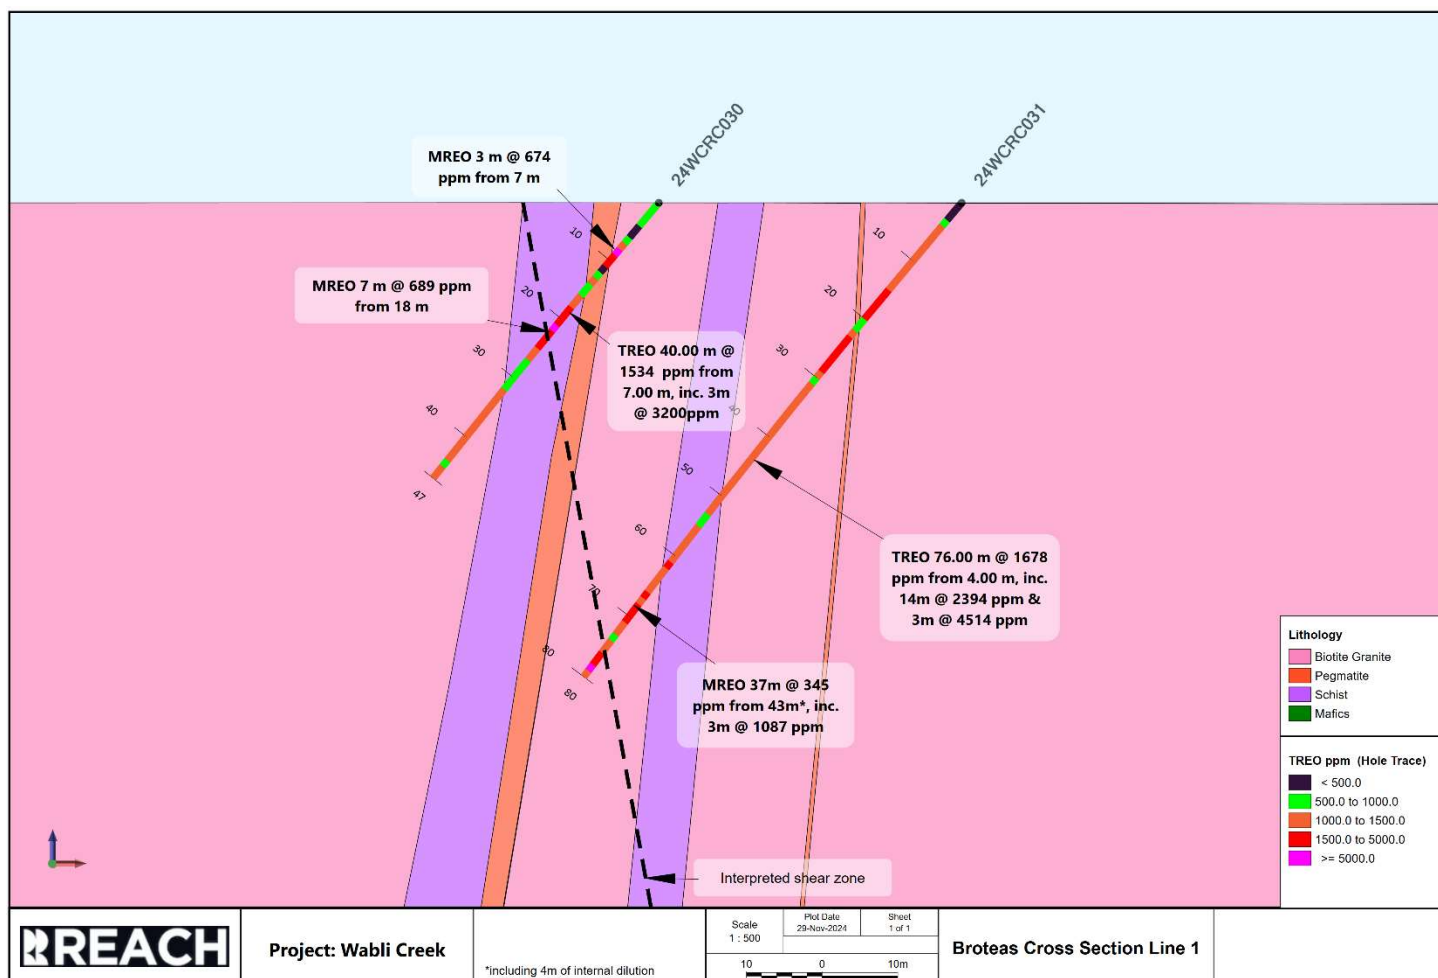 24WCRC030
24WCRC031
MREO 3 m @ 674
ppm from 7 m
10
10
MREO 7 m @ 689 ppm
from 18 m
20
20
30
30
TREO 40.00 m @
1534 ppm from
7.00 m, inc. 3m
@ 3200ppm
40
40
47
50
60
70
80
80
TREO 76.00 m @ 1678
ppm from 4.00 m, inc.
14m @ 2394 ppm &
3m @ 4514 ppm
MREO 37m @ 345
ppm from 43m*, inc.
3m @ 1087 ppm
Interpreted shear zone
Lithology
Biotite Granite
Pegmatite
Schist
Mafics
TREO ppm (Hole Trace)
< 500.0
500.0 to 1000.0
1000.0 to 1500.0
1500.0 to 5000.0
>= 5000.0
REACH
Project: Wabli Creek
*including 4m of internal dilution
Scale
1 : 500
Plot Date
29-Nov-2024
Sheet
1 of 1
10 0 10m
Broteas Cross Section Line 1